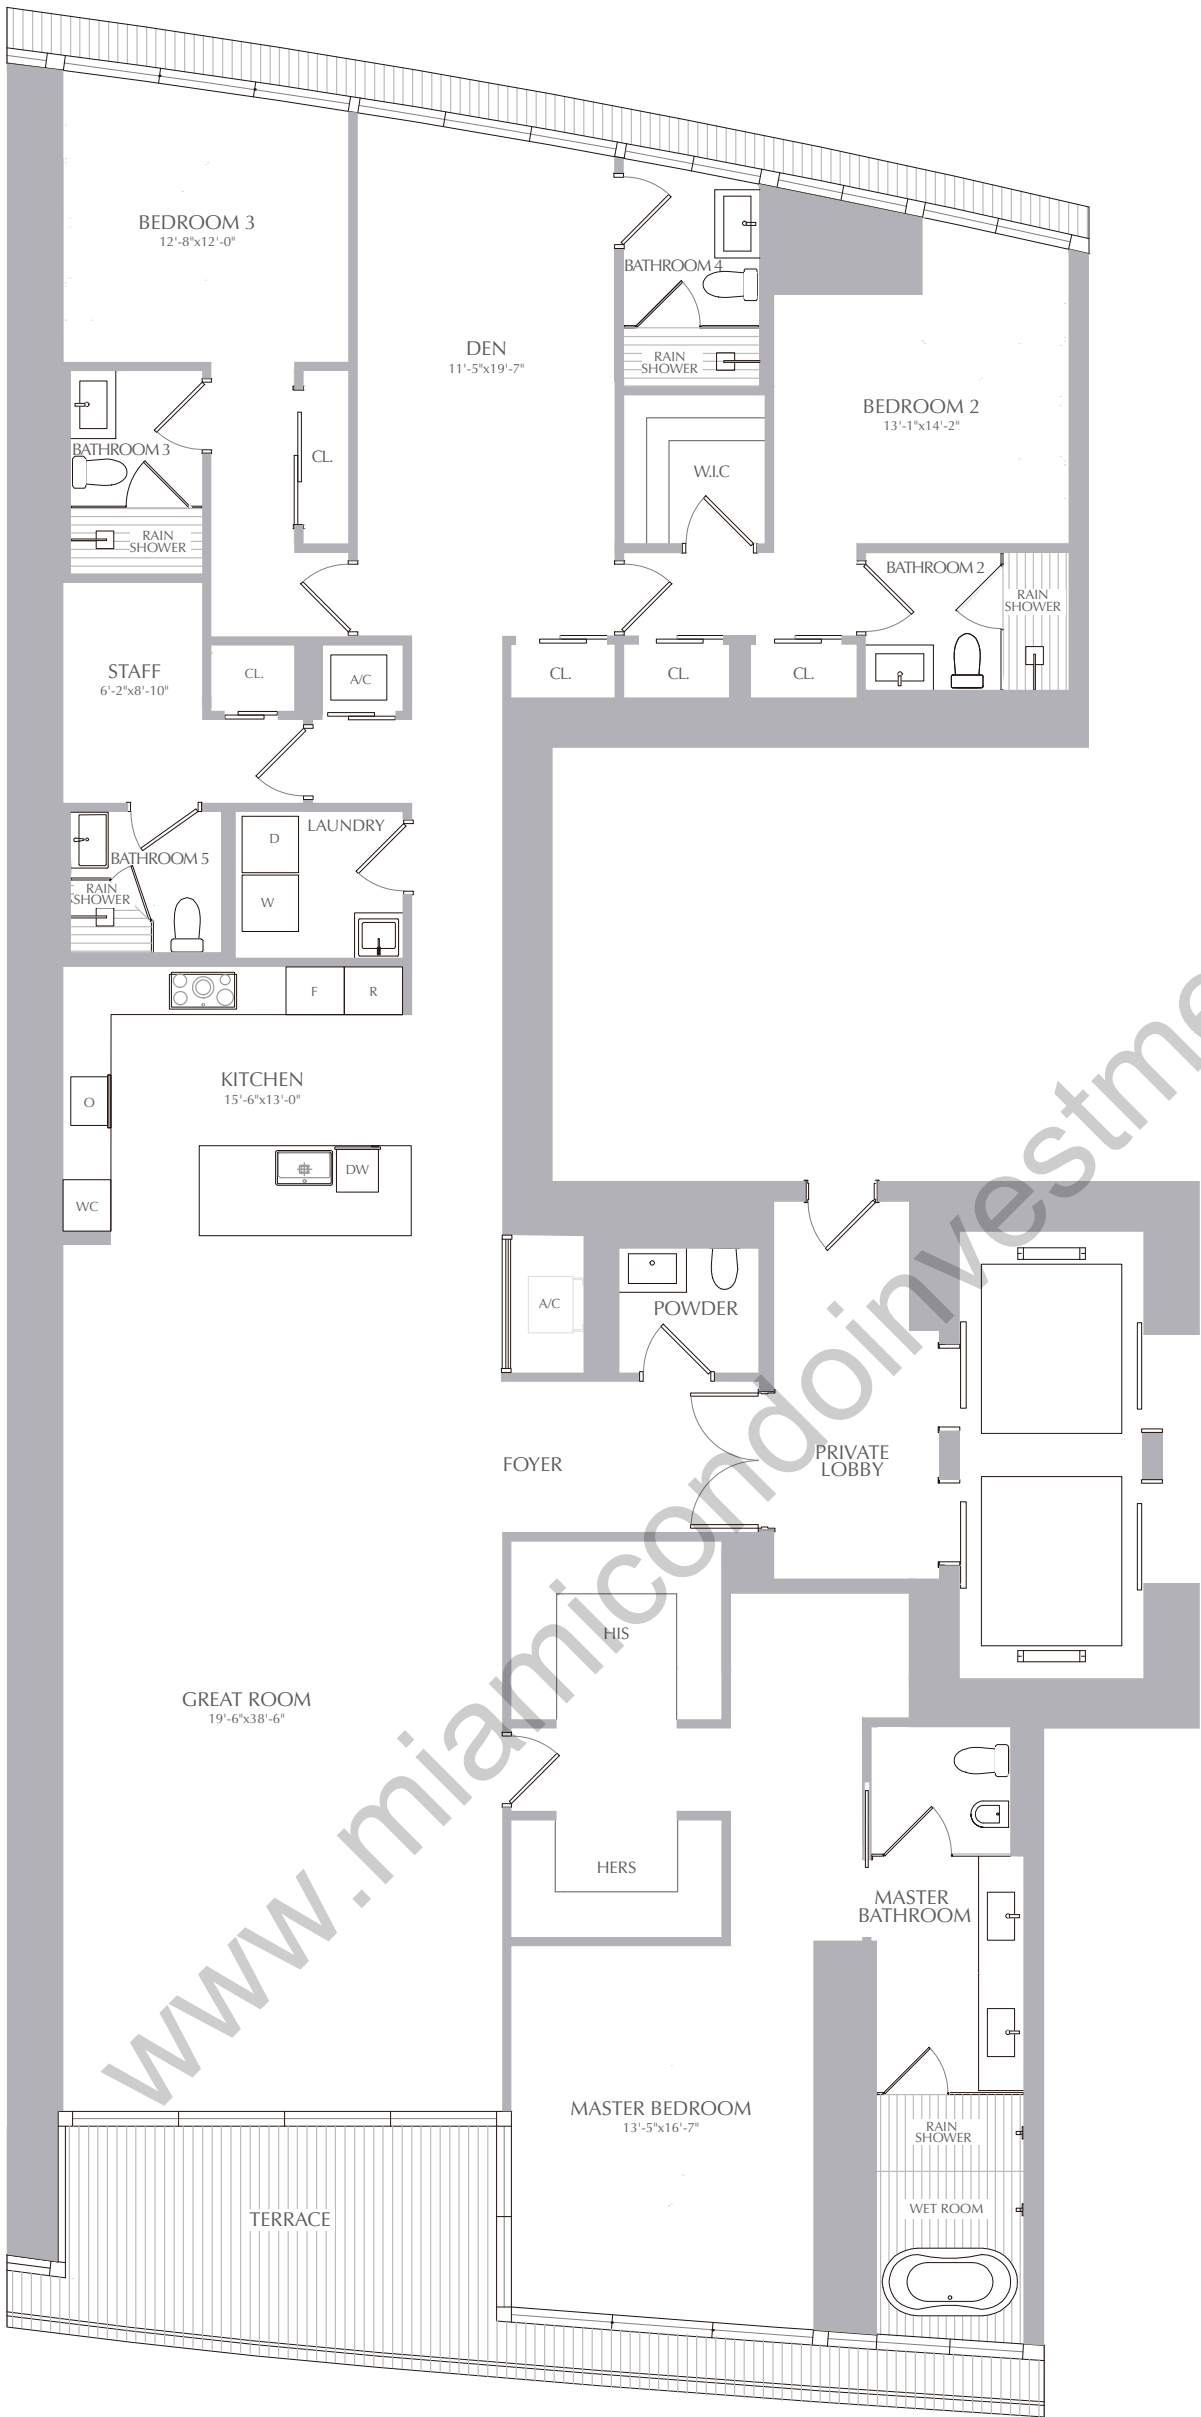 BEDROOM 3
12'-8"x12'-0"
BATHROOM 4
RAIN
SHOWER
DEN
11'-5"x19'-7"
BEDROOM 2
13'-1"x14'-2"
BATHROOM 3
CL.
W.I.C
RAIN
SHOWER
BATHROOM 2
RAIN
SHOWER
STAFF
6'-2"x8'-10"
CL.
A/C
CL.
CL.
CL.
D
LAUNDRY
BATHROOM 5
RAIN
SHOWER
W
F
R
KITCHEN
15'-6"x13'-0"
O
DW
WC
A/C
POWDER
FOYER
PRIVATE
LOBBY
HIS
GREAT ROOM
19'-6"x38'-6"
HERS
MASTER
BATHROOM
MASTER BEDROOM
13'-5"x16'-7"
RAIN
SHOWER
WET ROOM
TERRACE
www.miamicondoinvestme